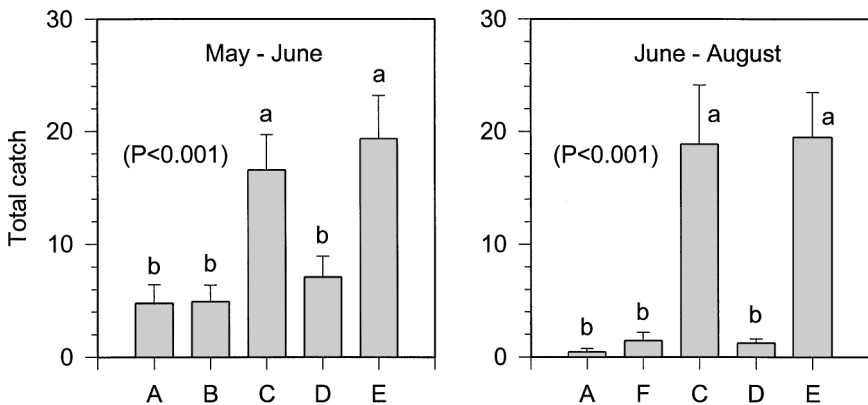 Total catch
30
20
10
0
May - June
(P<0.001)
b
b
a
b
a
A B C D E
30
20
10
0
June - August
(P<0.001)
b
b
a
b
a
A F C D E